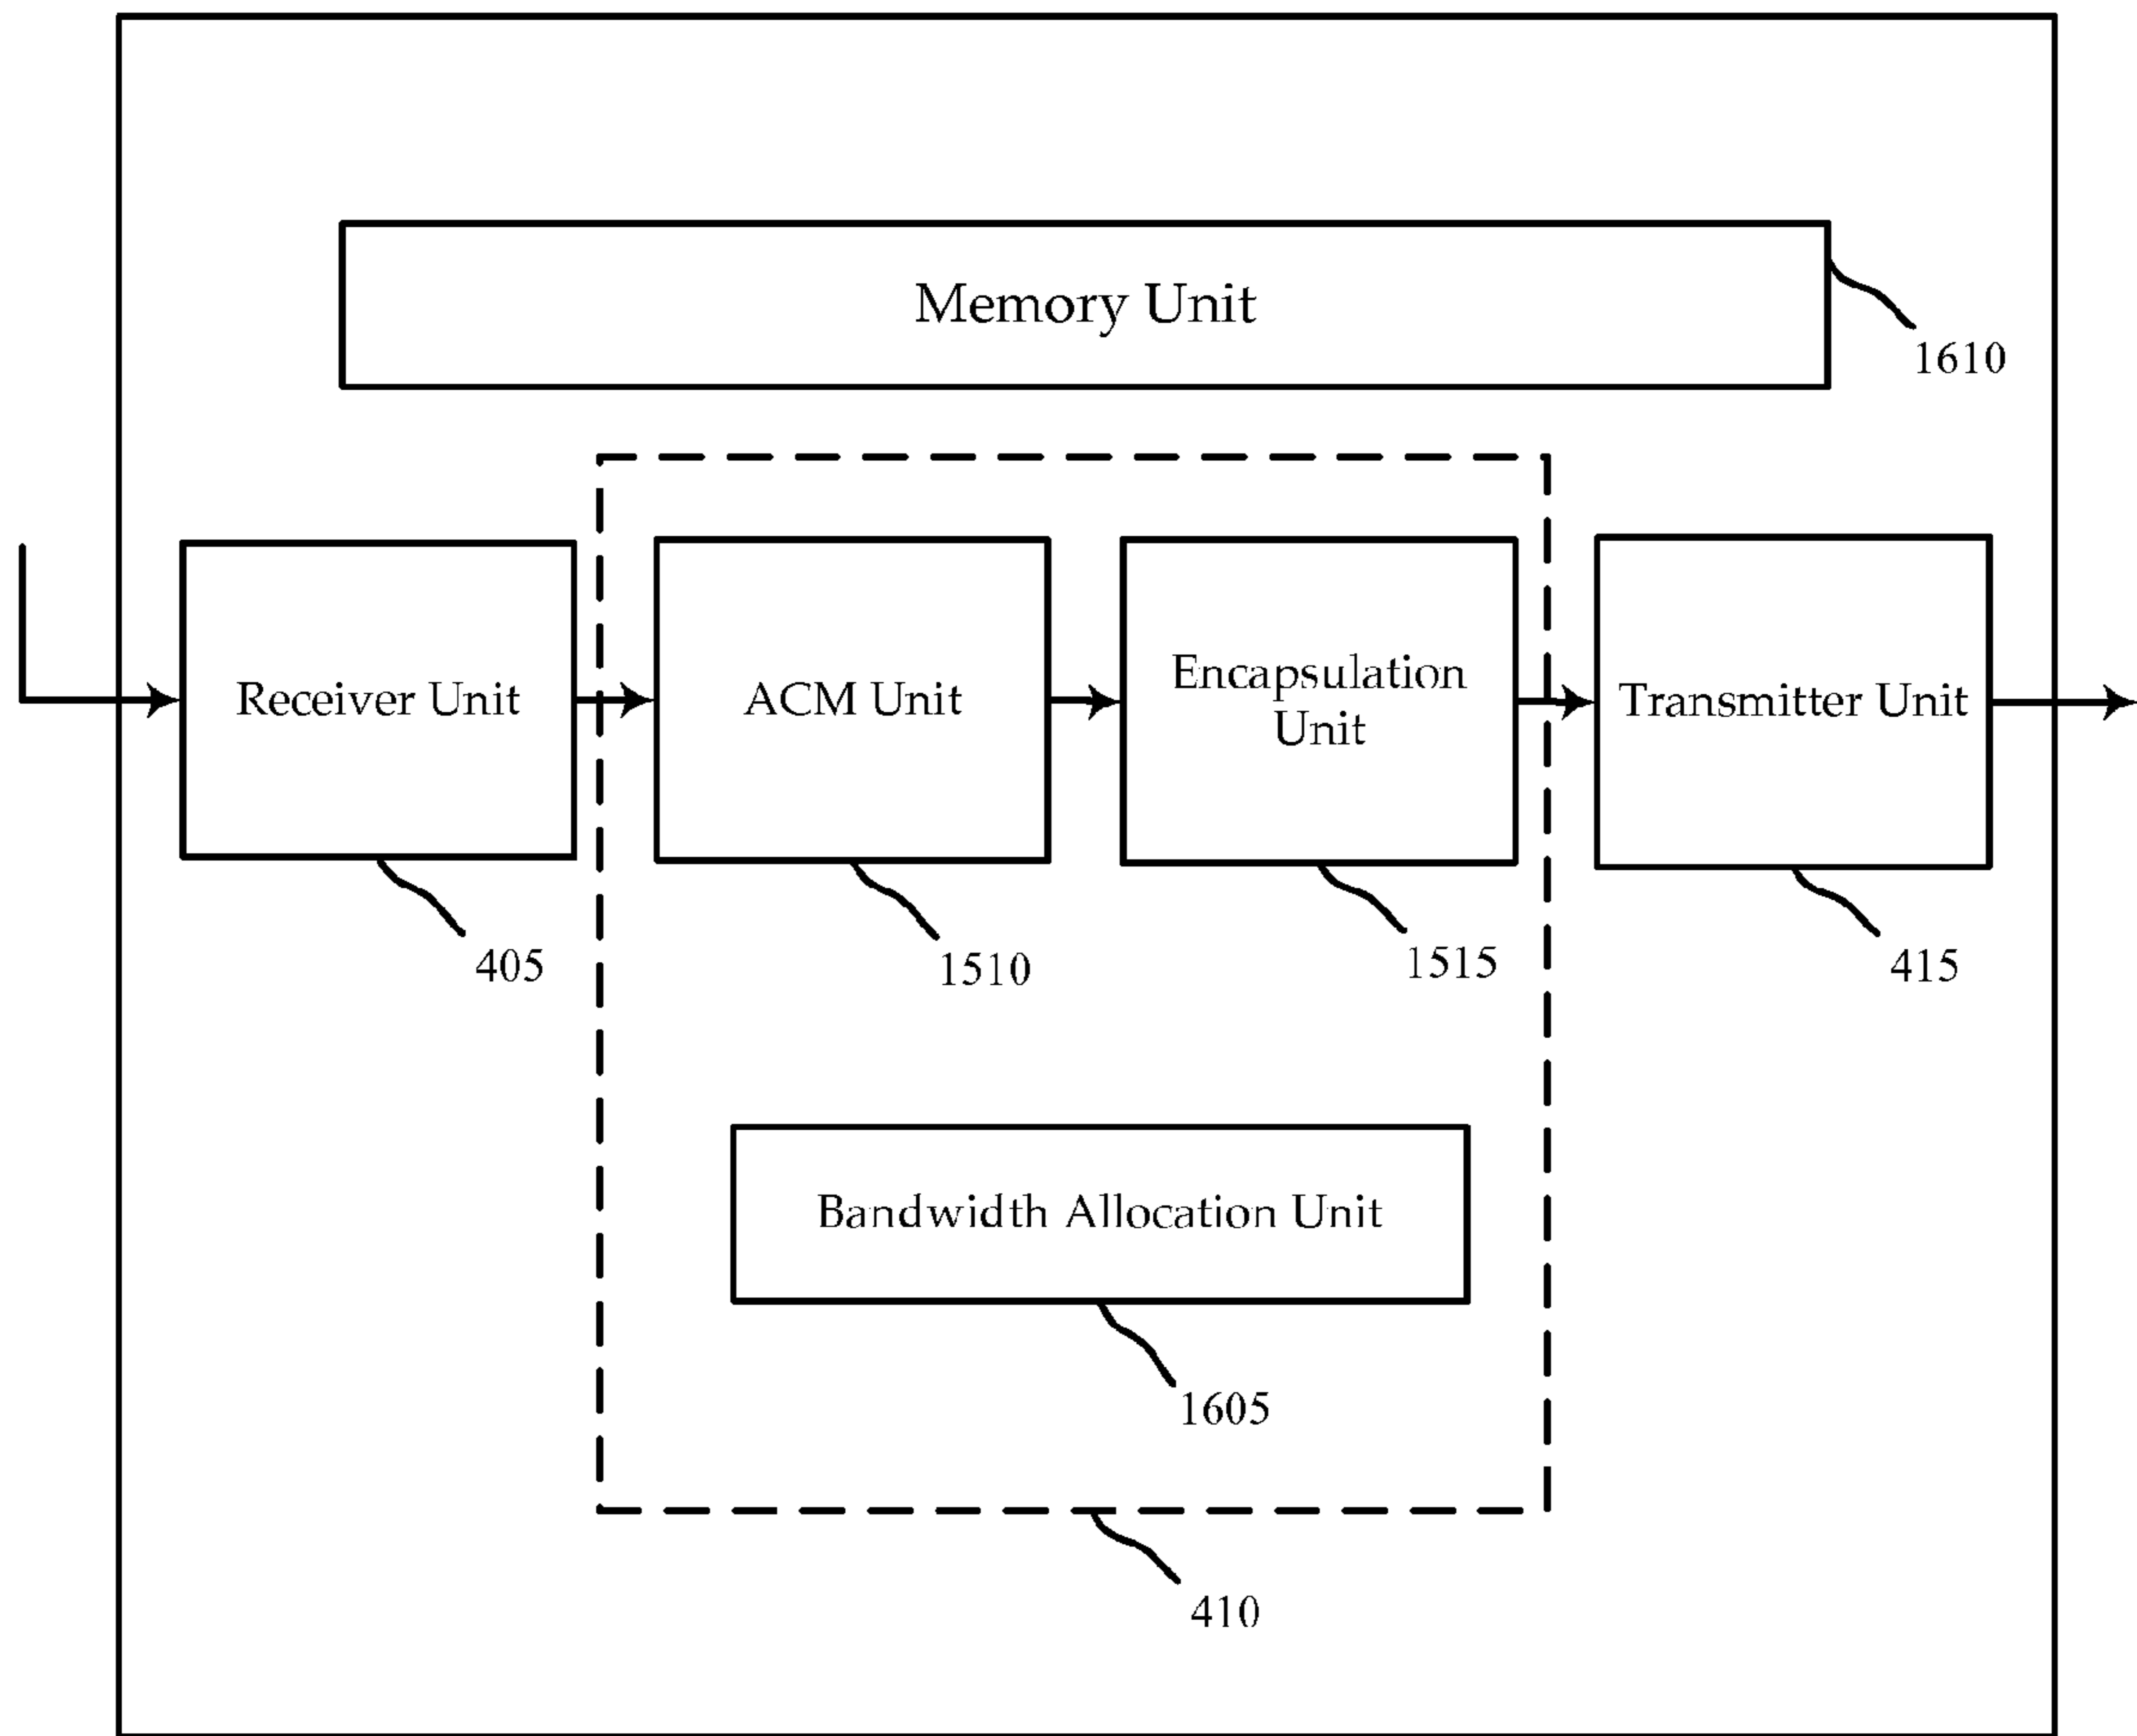 Memory Unit
1610
Receiver Unit
ACM Unit
Encapsulation
Unit
Transmitter Unit
405
1510
1515
415
Bandwidth Allocation Unit
1605
410